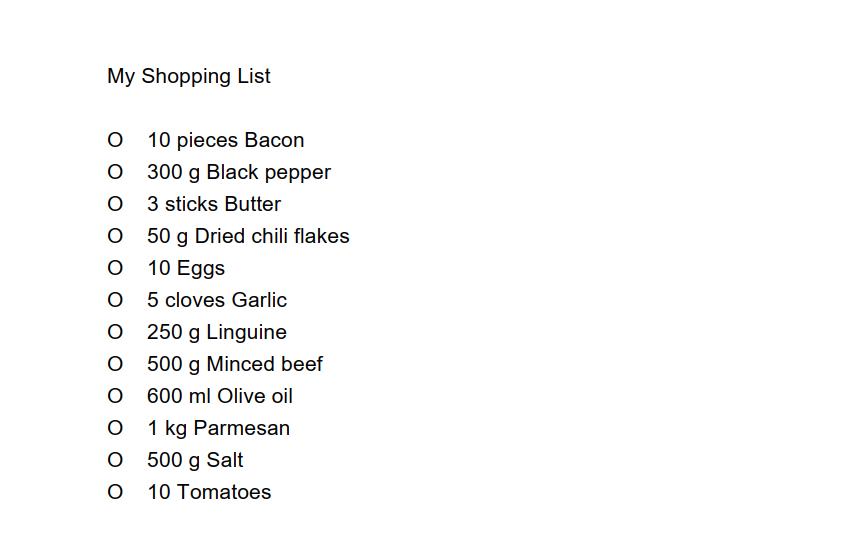 My Shopping List
O 10 pieces Bacon
O 300 g Black pepper
O 3 sticks Butter
O 50 g Dried chili flakes
O 10 Eggs
O 5 cloves Garlic
O 250 g Linguine
O 500 g Minced beef
O 600 ml Olive oil
O 1 kg Parmesan
O 500 g Salt
O 10 Tomatoes